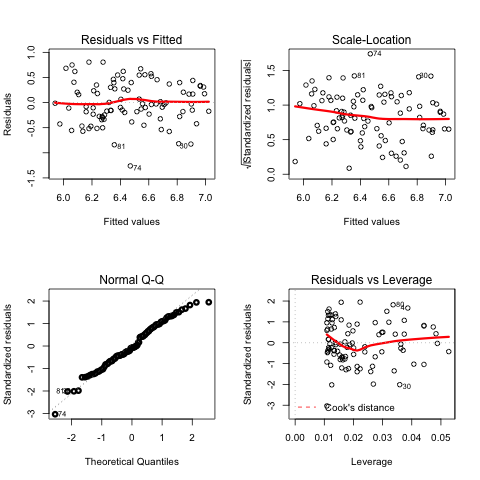 Residuals vs Fitted
Residuals
1.0
0.5
0.0
-0.5
-1.5
81
80
74
6.0 6.2 6.4 6.6 6.8 7.0
Fitted values
Scale-Location
√|Standardized residuals|
1.5
1.0
0.5
0.0
74
81
80
6.0 6.2 6.4 6.6 6.8 7.0
Fitted values
Normal Q-Q
Standardized residuals
2
1
0
-1
-2
-3
74
-2 -1 0 1 2
Theoretical Quantiles
Residuals vs Leverage
Standardized residuals
2
1
0
-1
-2
-3
80
4
30
Cook's distance
0.00 0.01 0.02 0.03 0.04 0.05
Leverage